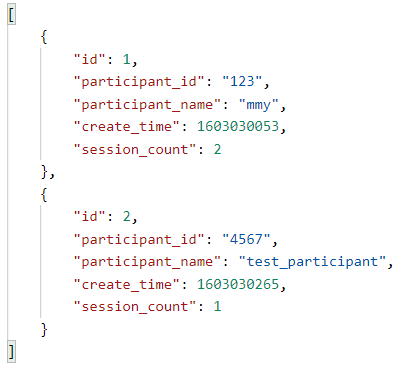 [
{
"id": 1,
"participant_id": "123",
"participant_name": "mmy",
"create_time": 1603030053,
"session_count": 2
},
{
"id": 2,
"participant_id": "4567",
"participant_name": "test_participant",
"create_time": 1603030265,
"session_count": 1
}
]